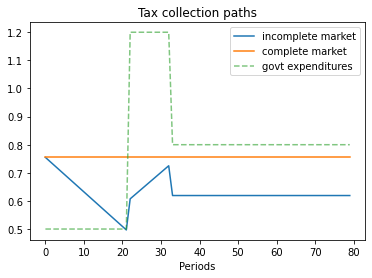 Tax collection paths
incomplete market
complete market
govt expenditures
1.2
1.1
1.0
0.9
0.8
0.7
0.6
0.5
0 10 20 30 40 50 60 70 80
Periods